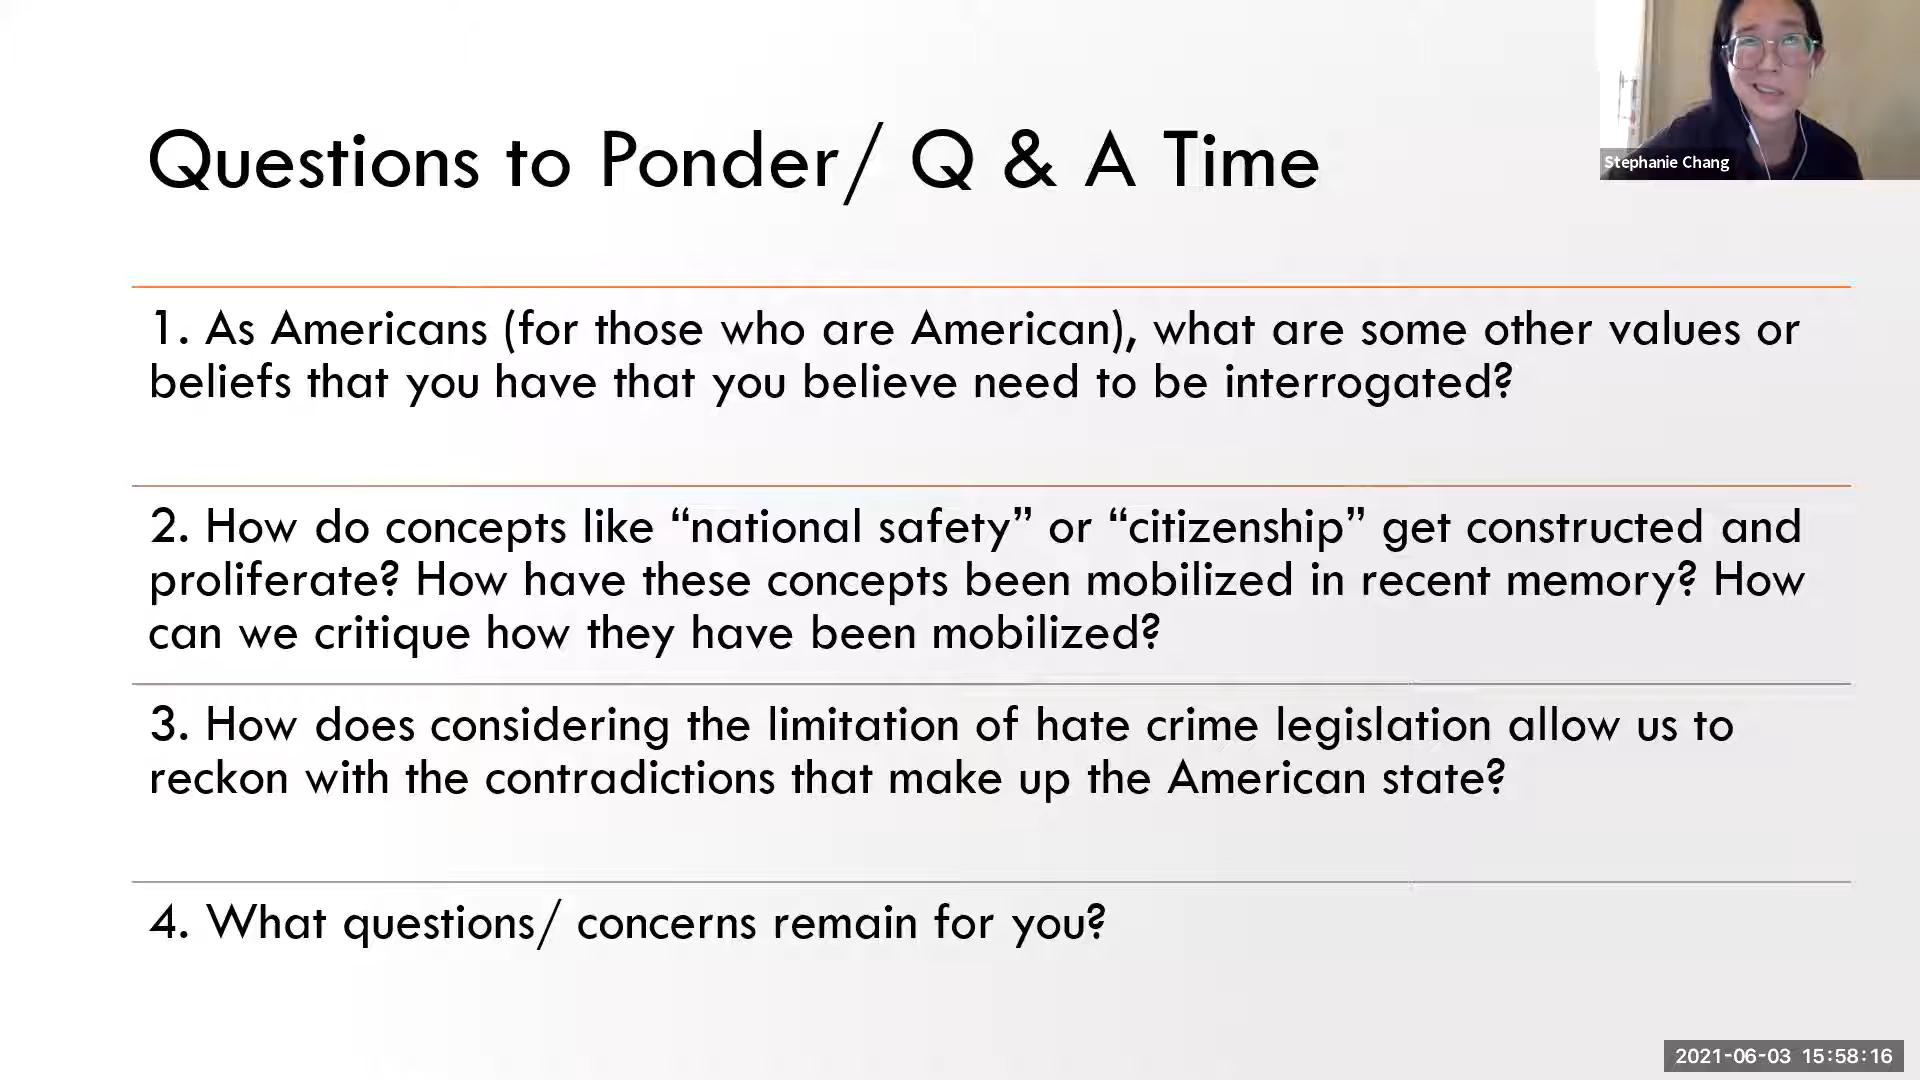 Questions to Ponder/ Q & A Time
Stephanie Chang
1. As Americans (for those who are American), what are some other values or
beliefs that you have that you believe need to be interrogated?
2. How do concepts like “national safety” or “citizenship” get constructed and
proliferate? How have these concepts been mobilized in recent memory? How
can we critique how they have been mobilized?
3. How does considering the limitation of hate crime legislation allow us to
reckon with the contradictions that make up the American state?
4. What questions/ concerns remain for you?
2021-06-03 15:58:16